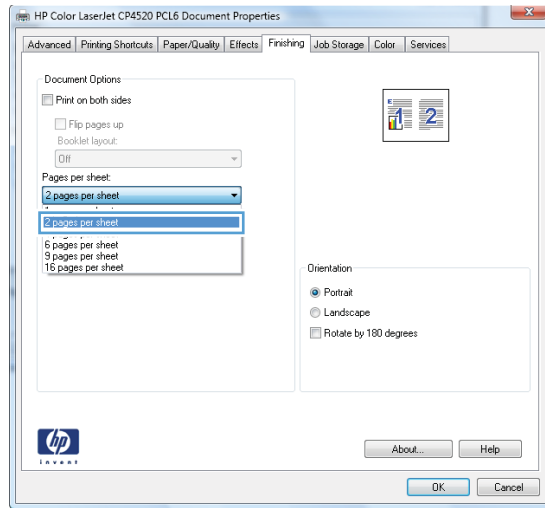 HP Color LaserJet CP4520 PCL6 Document Properties
Advanced Printing Shortcuts Paper/Quality Effects Finishing Job Storage Color Services
Document Options
Print on both sides
Flip pages up
Booklet layout:
Off
Pages per sheet:
2 pages per sheet
2 pages per sheet
6 pages per sheet
9 pages per sheet
16 pages per sheet
1 2
Orientation
Portrait
Landscape
Rotate by 180 degrees
hp
invent
About... Help
OK Cancel